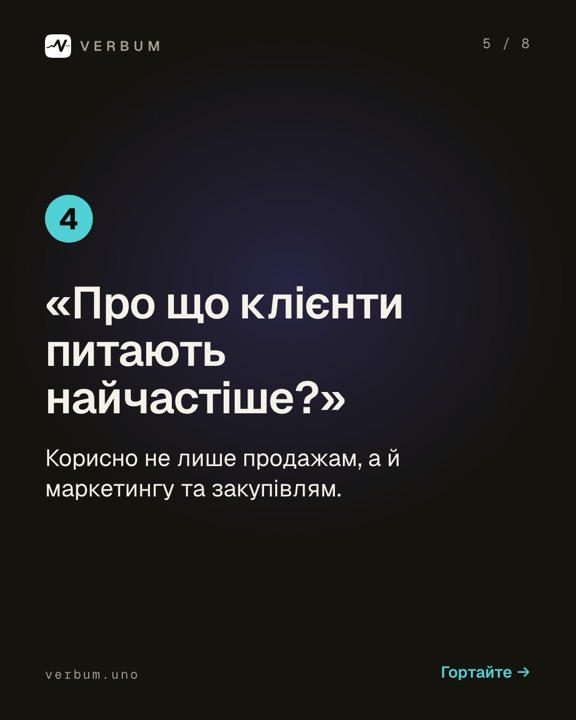 VERBUM
5 / 8
4
«Про що клієнти
питають
найчастіше?»
Корисно не лише продажам, а й
маркетингу та закупівлям.
verbum.uno
Гортайте →